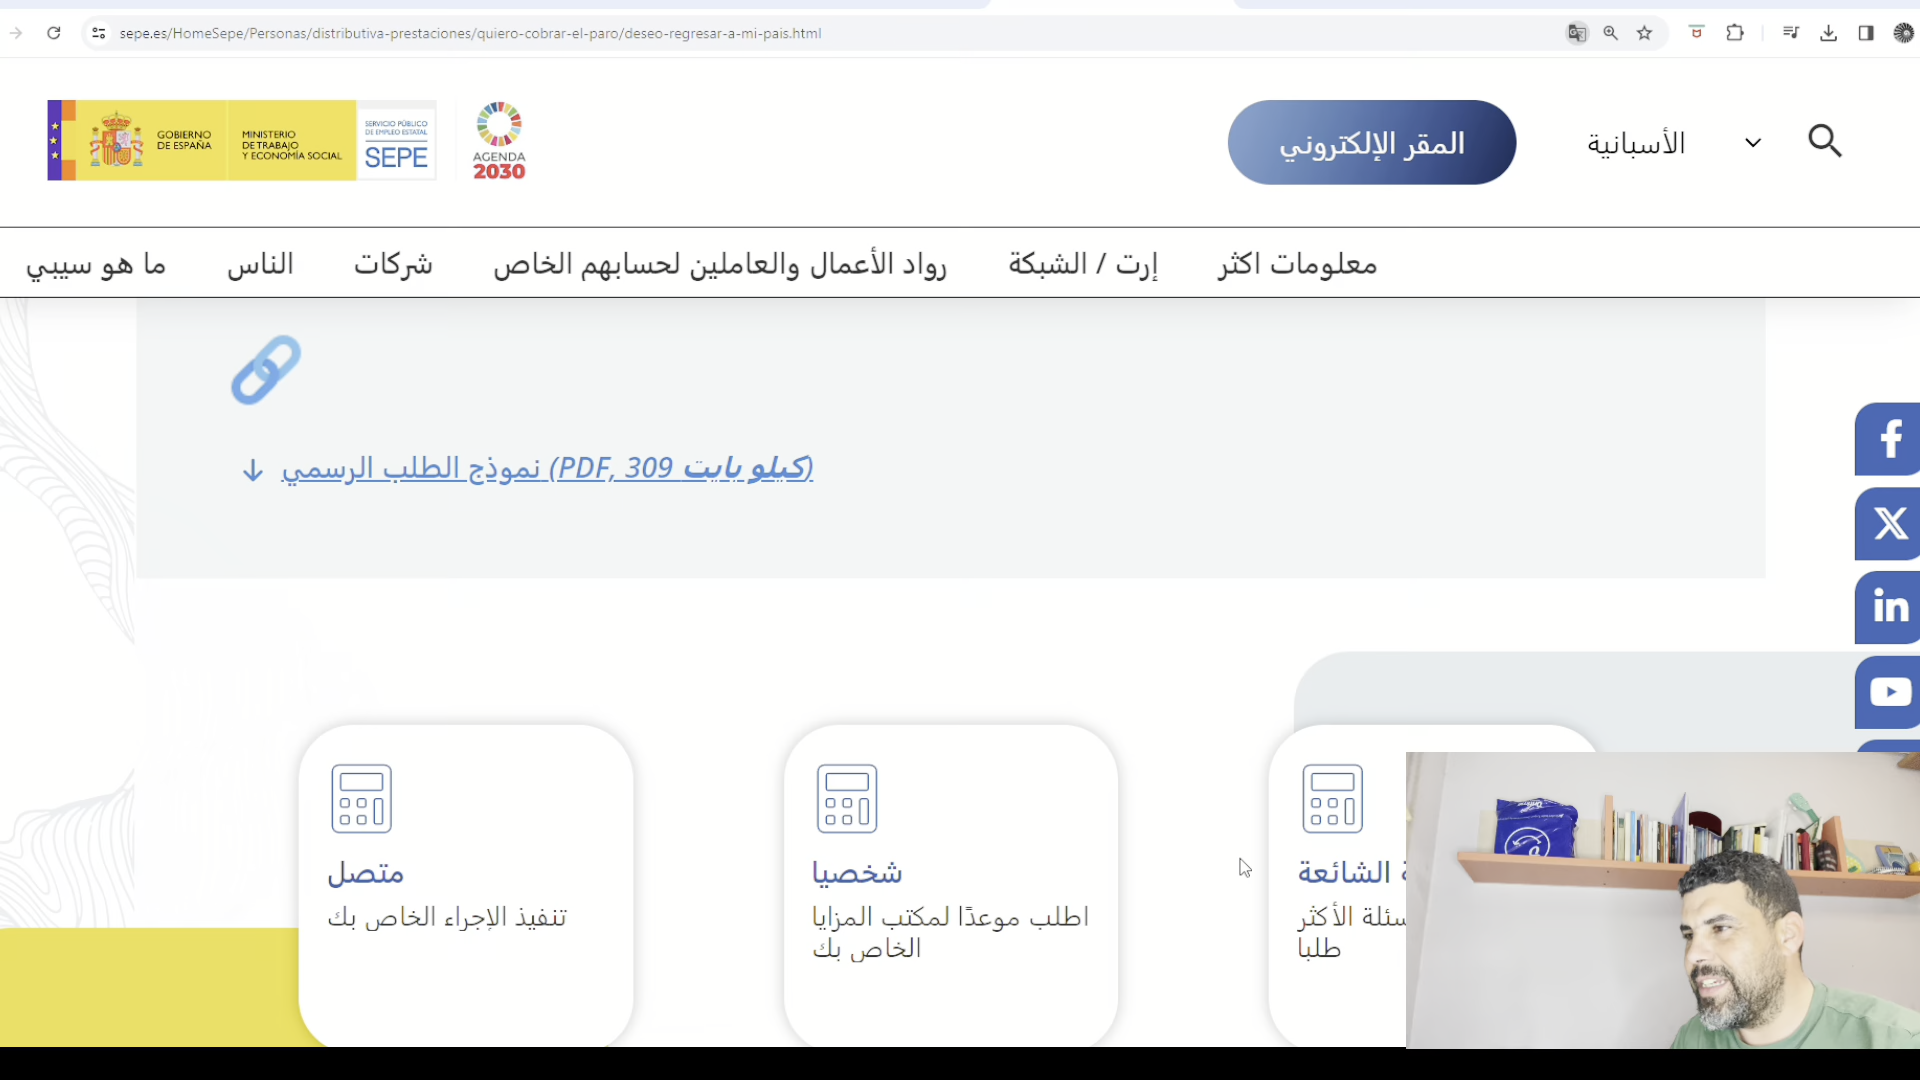 sepe.es/HomeSepe/Personas/distributiva-prestaciones/quiero-cobrar-el-paro/deseo-regresar-a-mi-pais.html
GOBIERNO
DE ESPAÑA
MINISTERIO
DE TRABAJO
Y ECONOMÍA SOCIAL
SERVICIO PÚBLICO
DE EMPLEO ESTATAL
SEPE
AGENDA
2030
المقر الإلكتروني
الأسبانية
ما هو سيبي
الناس
شركات
رواد الأعمال والعاملين لحسابهم الخاص
إرت / الشبكة
معلومات اكثر
نموذج الطلب الرسمي (PDF, 309 كيلو بايت)
متصل
تنفيذ الإجراء الخاص بك
شخصيا
اطلب موعدًا لمكتب المزايا
الخاص بك
الشائعة
الأكثر
طلبا